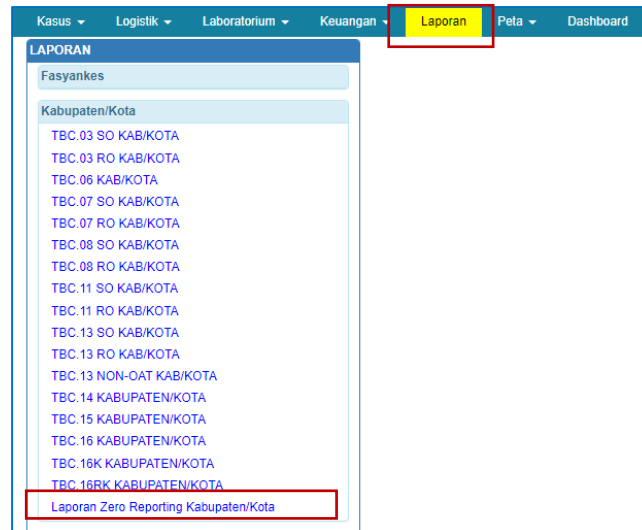 Kasus Logistik Laboratorium Keuangan Laporan Peta Dashboard
LAPORAN
Fasyankes
Kabupaten/Kota
TBC.03 SO KAB/KOTA
TBC.03 RO KAB/KOTA
TBC.06 KAB/KOTA
TBC.07 SO KAB/KOTA
TBC.07 RO KAB/KOTA
TBC.08 SO KAB/KOTA
TBC.08 RO KAB/KOTA
TBC.11 SO KAB/KOTA
TBC.11 RO KAB/KOTA
TBC.13 SO KAB/KOTA
TBC.13 RO KAB/KOTA
TBC.13 NON-OAT KAB/KOTA
TBC.14 KABUPATEN/KOTA
TBC.15 KABUPATEN/KOTA
TBC.16 KABUPATEN/KOTA
TBC.16K KABUPATEN/KOTA
TBC.16RK KABUPATEN/KOTA
Laporan Zero Reporting Kabupaten/Kota